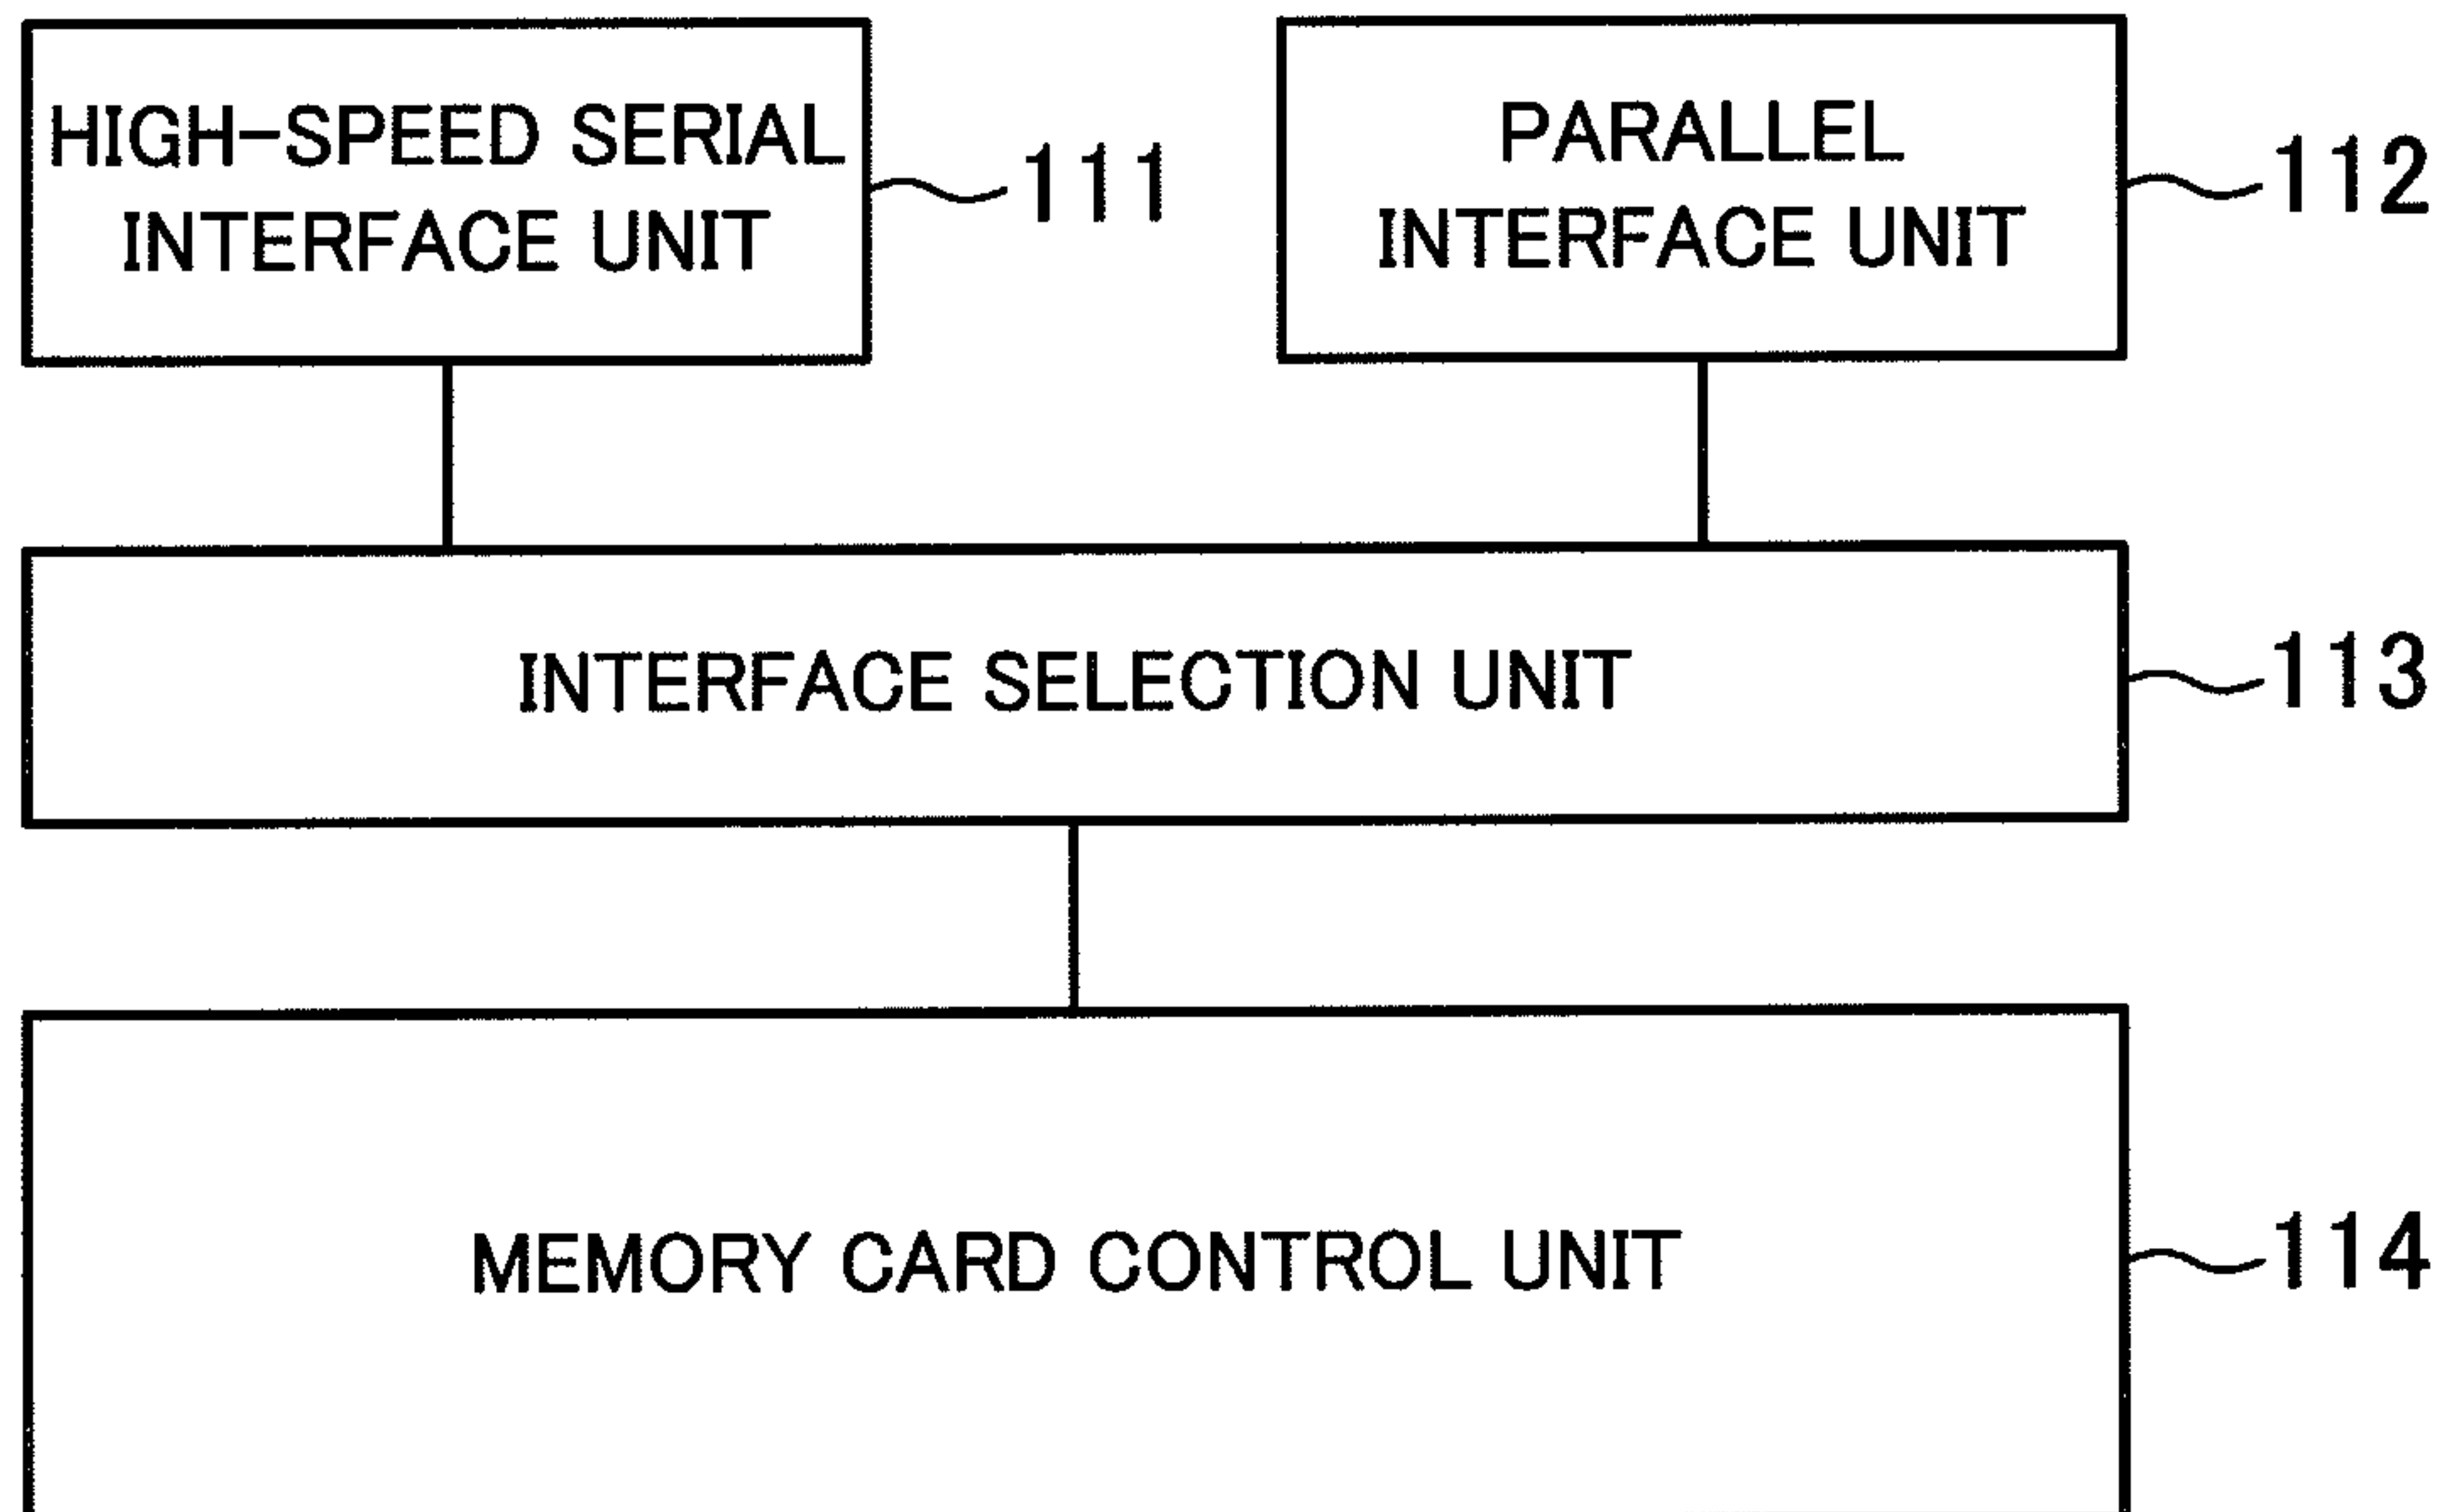 HIGH-SPEED SERIAL
INTERFACE UNIT
111
PARALLEL
INTERFACE UNIT
112
INTERFACE SELECTION UNIT
113
MEMORY CARD CONTROL UNIT
114